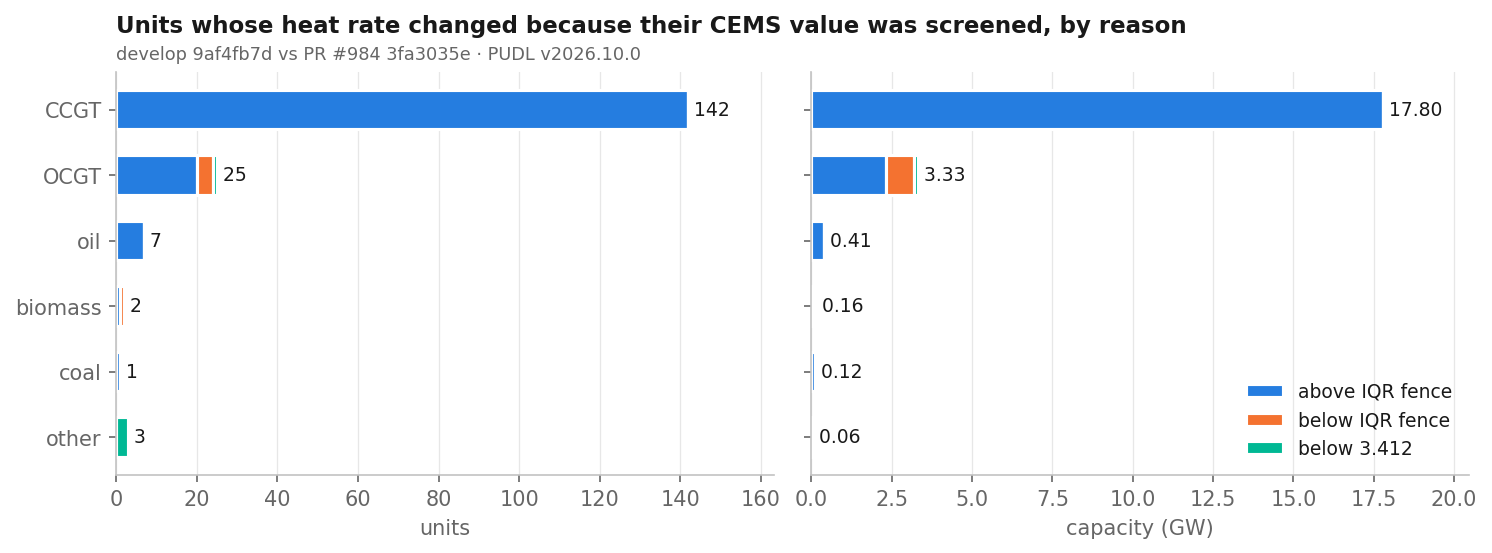 Units whose heat rate changed because their CEMS value was screened, by reason
develop 9af4fb7d vs PR #984 3fa3035e · PUDL v2026.10.0
CCGT
142
17.80
OCGT
25
3.33
oil
7
0.41
biomass
2
0.16
coal
1
0.12
other
3
0.06
above IQR fence
below IQR fence
below 3.412
0 20 40 60 80 100 120 140 160
0.0 2.5 5.0 7.5 10.0 12.5 15.0 17.5 20.0
units
capacity (GW)